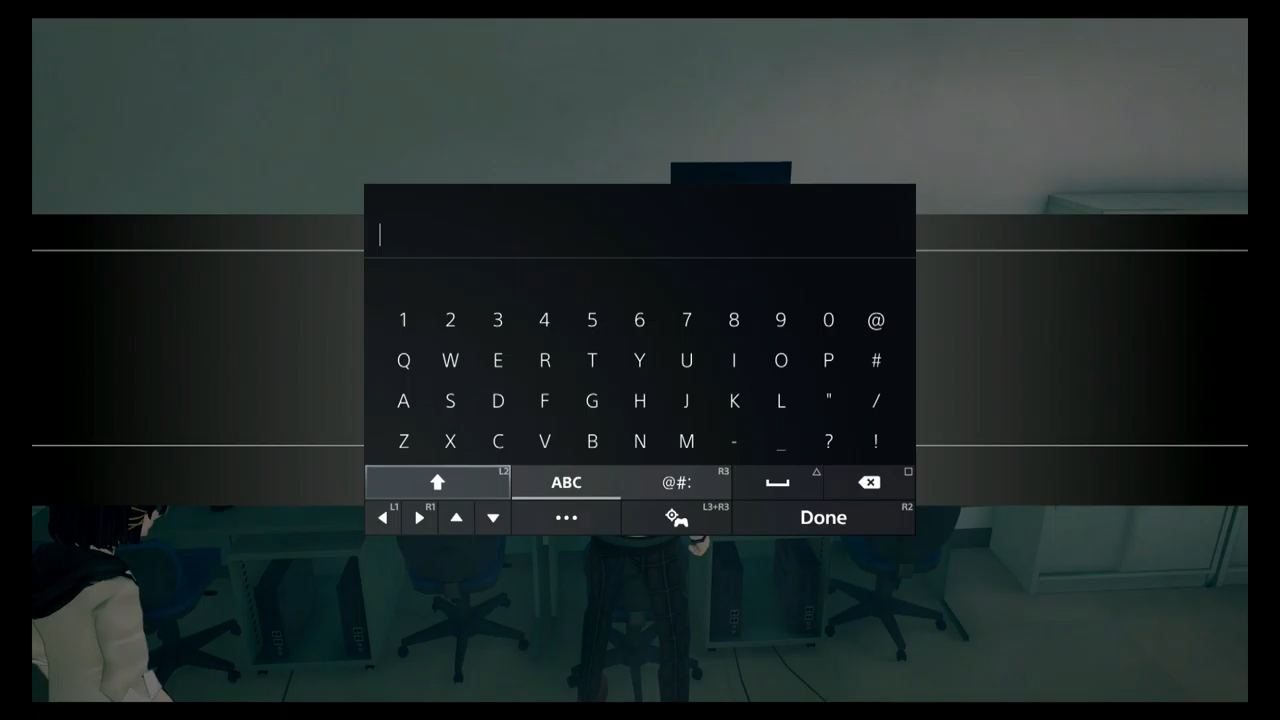 1 2 3 4 5 6 7 8 9 0 @
Q W E R T Y U I O P #
A S D F G H J K L " /
Z X C V B N M - _ ? !
L2 ABC @#: R3
L1 R1 ••• L3+R3 Done R2